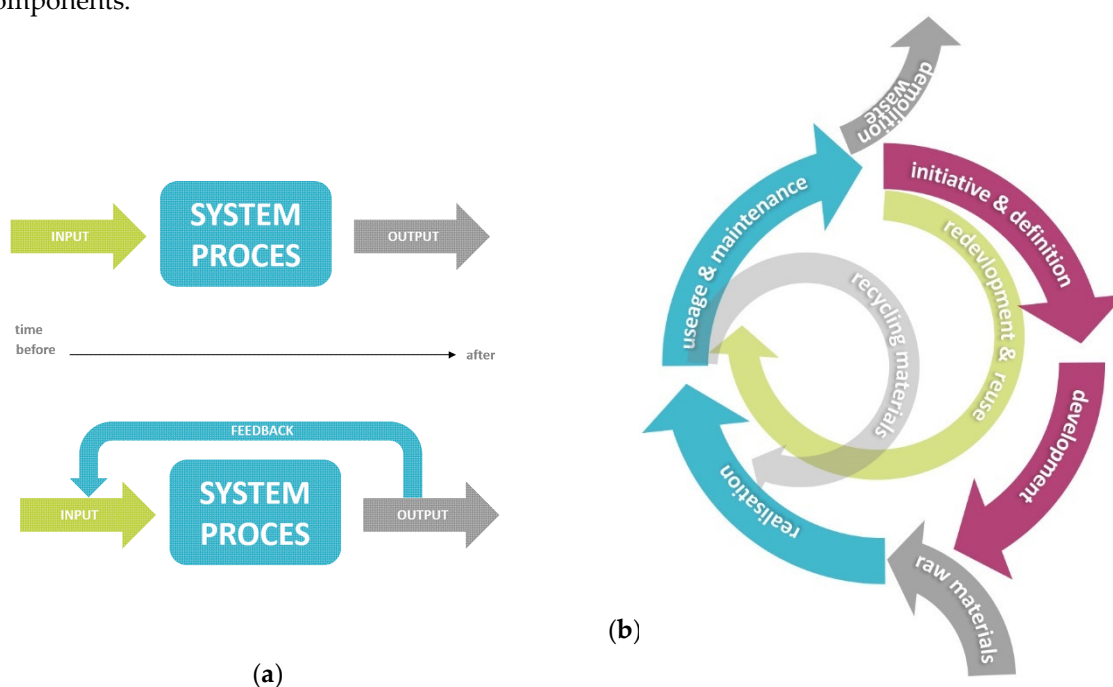 omponents.
INPUT
SYSTEM
PROCES
OUTPUT
time
before
after
FEEDBACK
INPUT
SYSTEM
PROCES
OUTPUT
(a)
demolition
waste
initiative & definition
useage & maintenance
redevlopment & reuse
recycling materials
development
realisation
raw materials
(b)